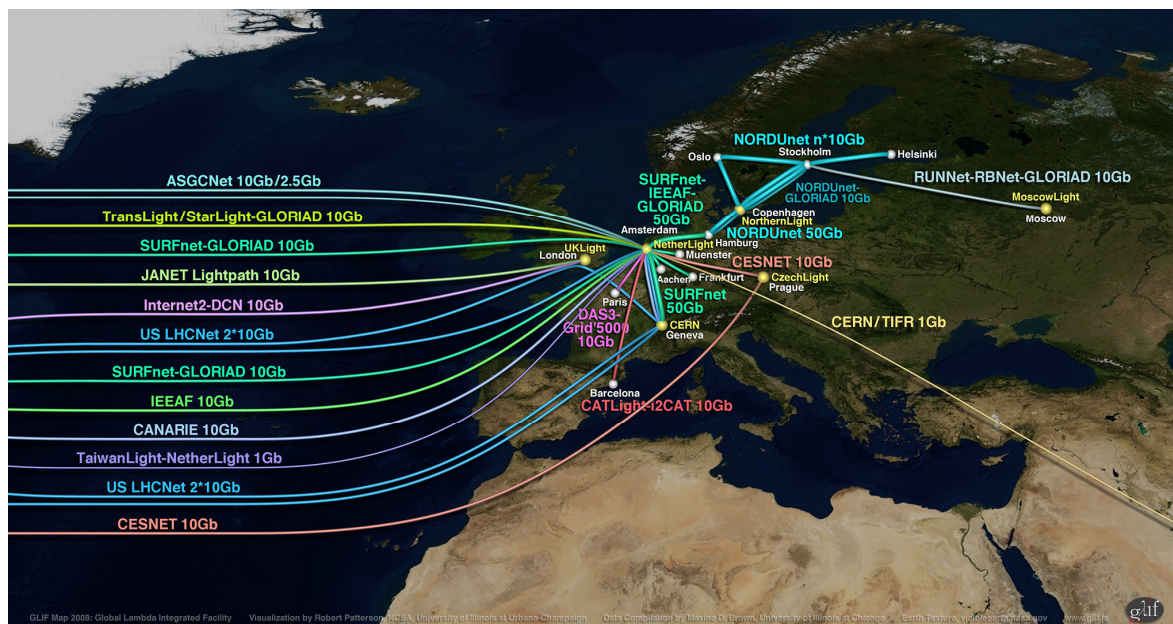 NORDUnet n*10Gb
Stockholm
Oslo
Helsinki
RUNNet-RBNet-GLORIAD 10Gb
ASGCNet 10Gb/2.5Gb
SURFnet-
IEEAF-
GLORIAD
50Gb
NORDUnet-
GLORIAD 10Gb
MoscowLight
Moscow
TransLight/StarLight-GLORIAD 10Gb
Copenhagen
NorthernLight
Amsterdam
NORDUnet 50Gb
SURFnet-GLORIAD 10Gb
NetherLight
Hamburg
UKLight
London
Muenster
CESNET 10Gb
JANET Lightpath 10Gb
Aachen
Frankfurt
CzechLight
Prague
Internet2-DCN 10Gb
Paris
SURFnet
50Gb
DAS3-
Grid'5000
10Gb
CERN
Geneva
CERN/TIFR 1Gb
US LHCNet 2*10Gb
SURFnet-GLORIAD 10Gb
Barcelona
CATLight-i2CAT 10Gb
IEEAF 10Gb
CANARIE 10Gb
TaiwanLight-NetherLight 1Gb
US LHCNet 2*10Gb
CESNET 10Gb
GLIF Map 2008: Global Lambda Integrated Facility
Visualization by Robert Patterson, NCSA, University of Illinois at Urbana-Champaign
Data Compilation by Maxine D. Brown, University of Illinois at Chicago
Earth Texture, visibleearth.nasa.gov
www.glif.is
glif